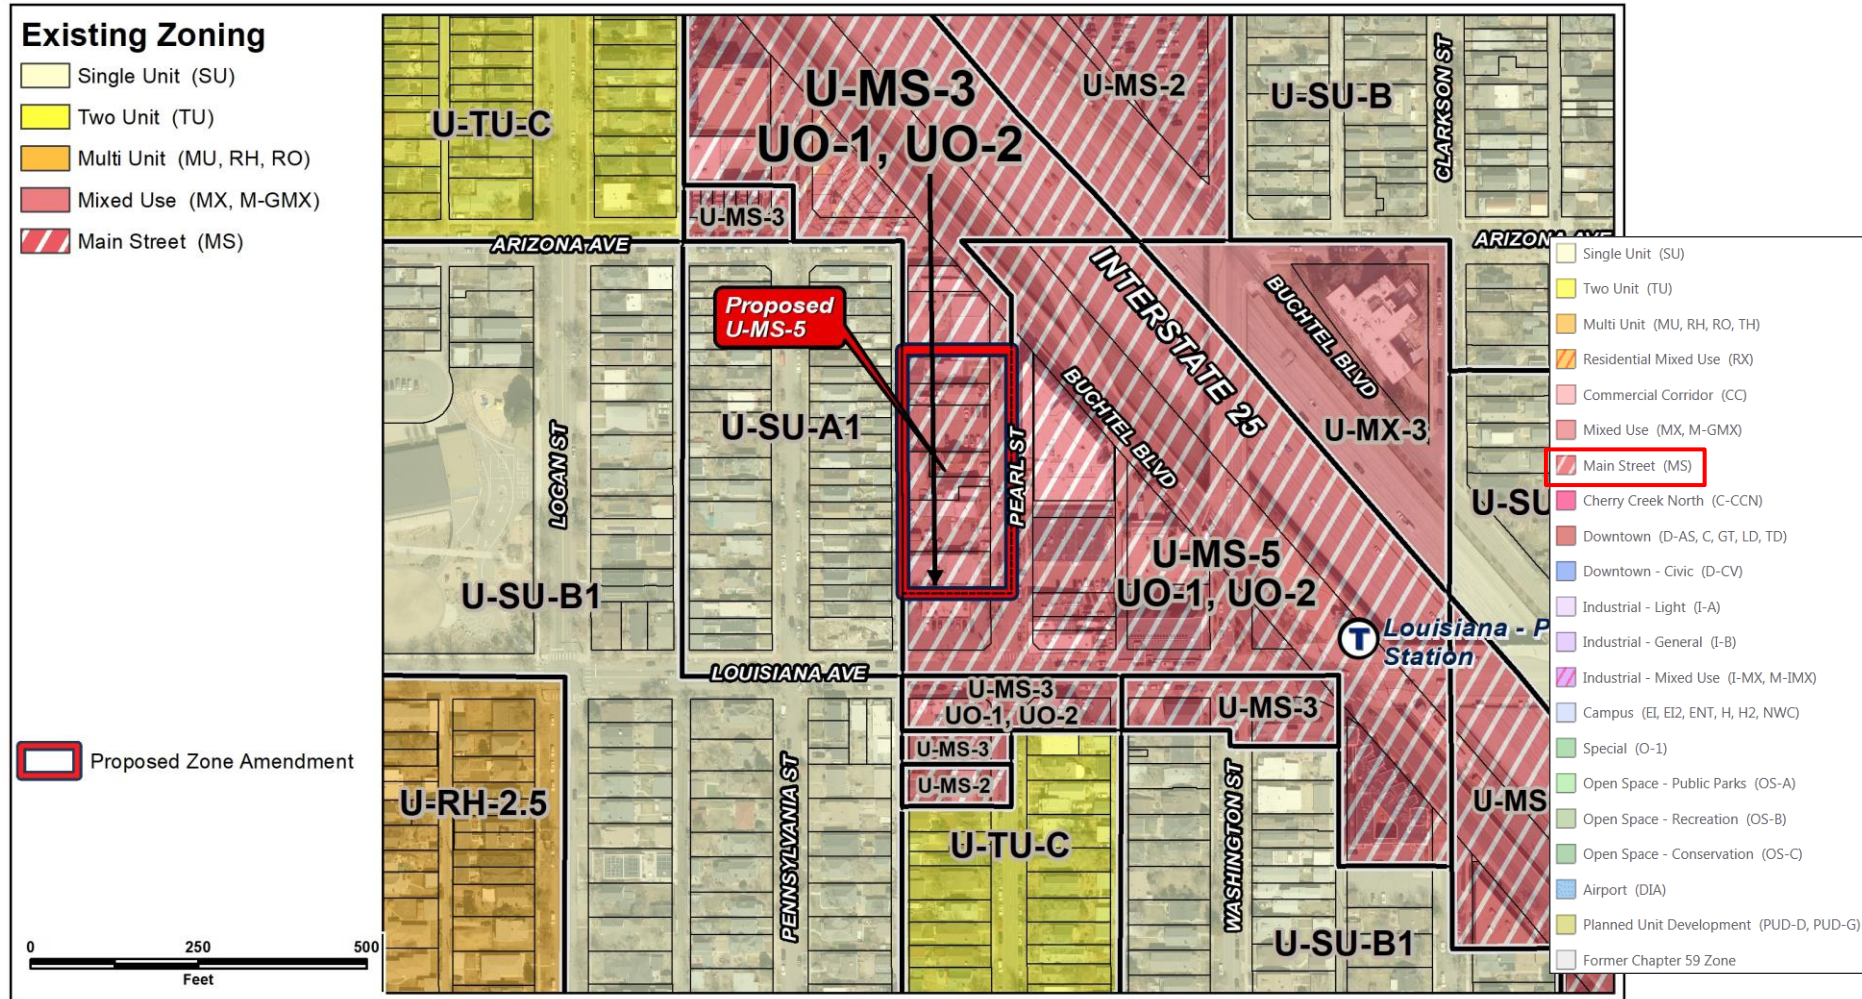 Existing Zoning
Single Unit (SU)
Two Unit (TU)
Multi Unit (MU, RH, RO)
Mixed Use (MX, M-GMX)
Main Street (MS)
Proposed Zone Amendment
0 250 500
Feet
U-TU-C
U-MS-3
UO-1, UO-2
U-MS-2
U-SU-B
CLARKSON ST
U-MS-3
ARIZONA AVE
ARIZONA AVE
Proposed
U-MS-5
INTERSTATE 25
BUCHTEL BLVD
BUCHTEL BLVD
U-MX-3
U-SU-A1
LOGAN ST
PEARL ST
U-SU
U-MS-5
UO-1, UO-2
U-SU-B1
Louisiana - P
Station
T
LOUISIANA AVE
U-MS-3
UO-1, UO-2
U-MS-3
U-MS-3
U-MS-2
U-RH-2.5
PENNSYLVANIA ST
U-TU-C
WASHINGTON ST
U-MS
U-SU-B1
Single Unit (SU)
Two Unit (TU)
Multi Unit (MU, RH, RO, TH)
Residential Mixed Use (RX)
Commercial Corridor (CC)
Mixed Use (MX, M-GMX)
Main Street (MS)
Cherry Creek North (C-CCN)
Downtown (D-AS, C, GT, LD, TD)
Downtown - Civic (D-CV)
Industrial - Light (I-A)
Industrial - General (I-B)
Industrial - Mixed Use (I-MX, M-IMX)
Campus (EI, EI2, ENT, H, H2, NWC)
Special (O-1)
Open Space - Public Parks (OS-A)
Open Space - Recreation (OS-B)
Open Space - Conservation (OS-C)
Airport (DIA)
Planned Unit Development (PUD-D, PUD-G)
Former Chapter 59 Zone